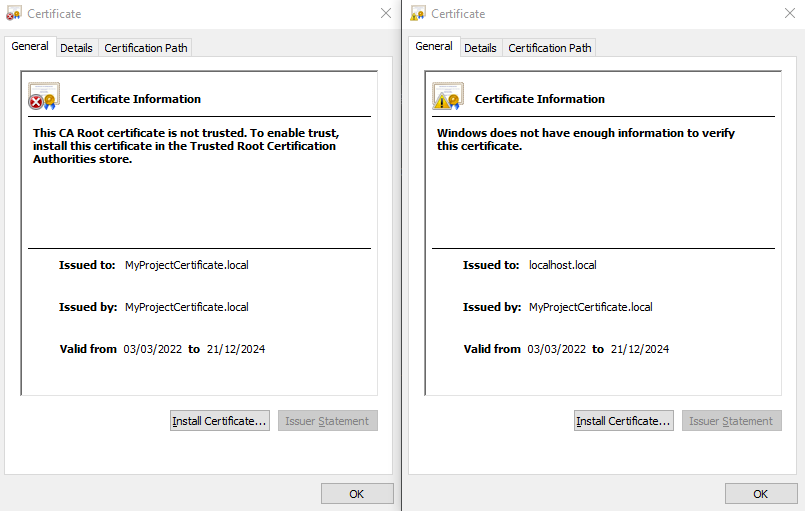 Certificate
General Details Certification Path
Certificate Information
This CA Root certificate is not trusted. To enable trust,
install this certificate in the Trusted Root Certification
Authorities store.
Issued to: MyProjectCertificate.local
Issued by: MyProjectCertificate.local
Valid from 03/03/2022 to 21/12/2024
Install Certificate... Issuer Statement
OK
Certificate
General Details Certification Path
Certificate Information
Windows does not have enough information to verify
this certificate.
Issued to: localhost.local
Issued by: MyProjectCertificate.local
Valid from 03/03/2022 to 21/12/2024
Install Certificate... Issuer Statement
OK